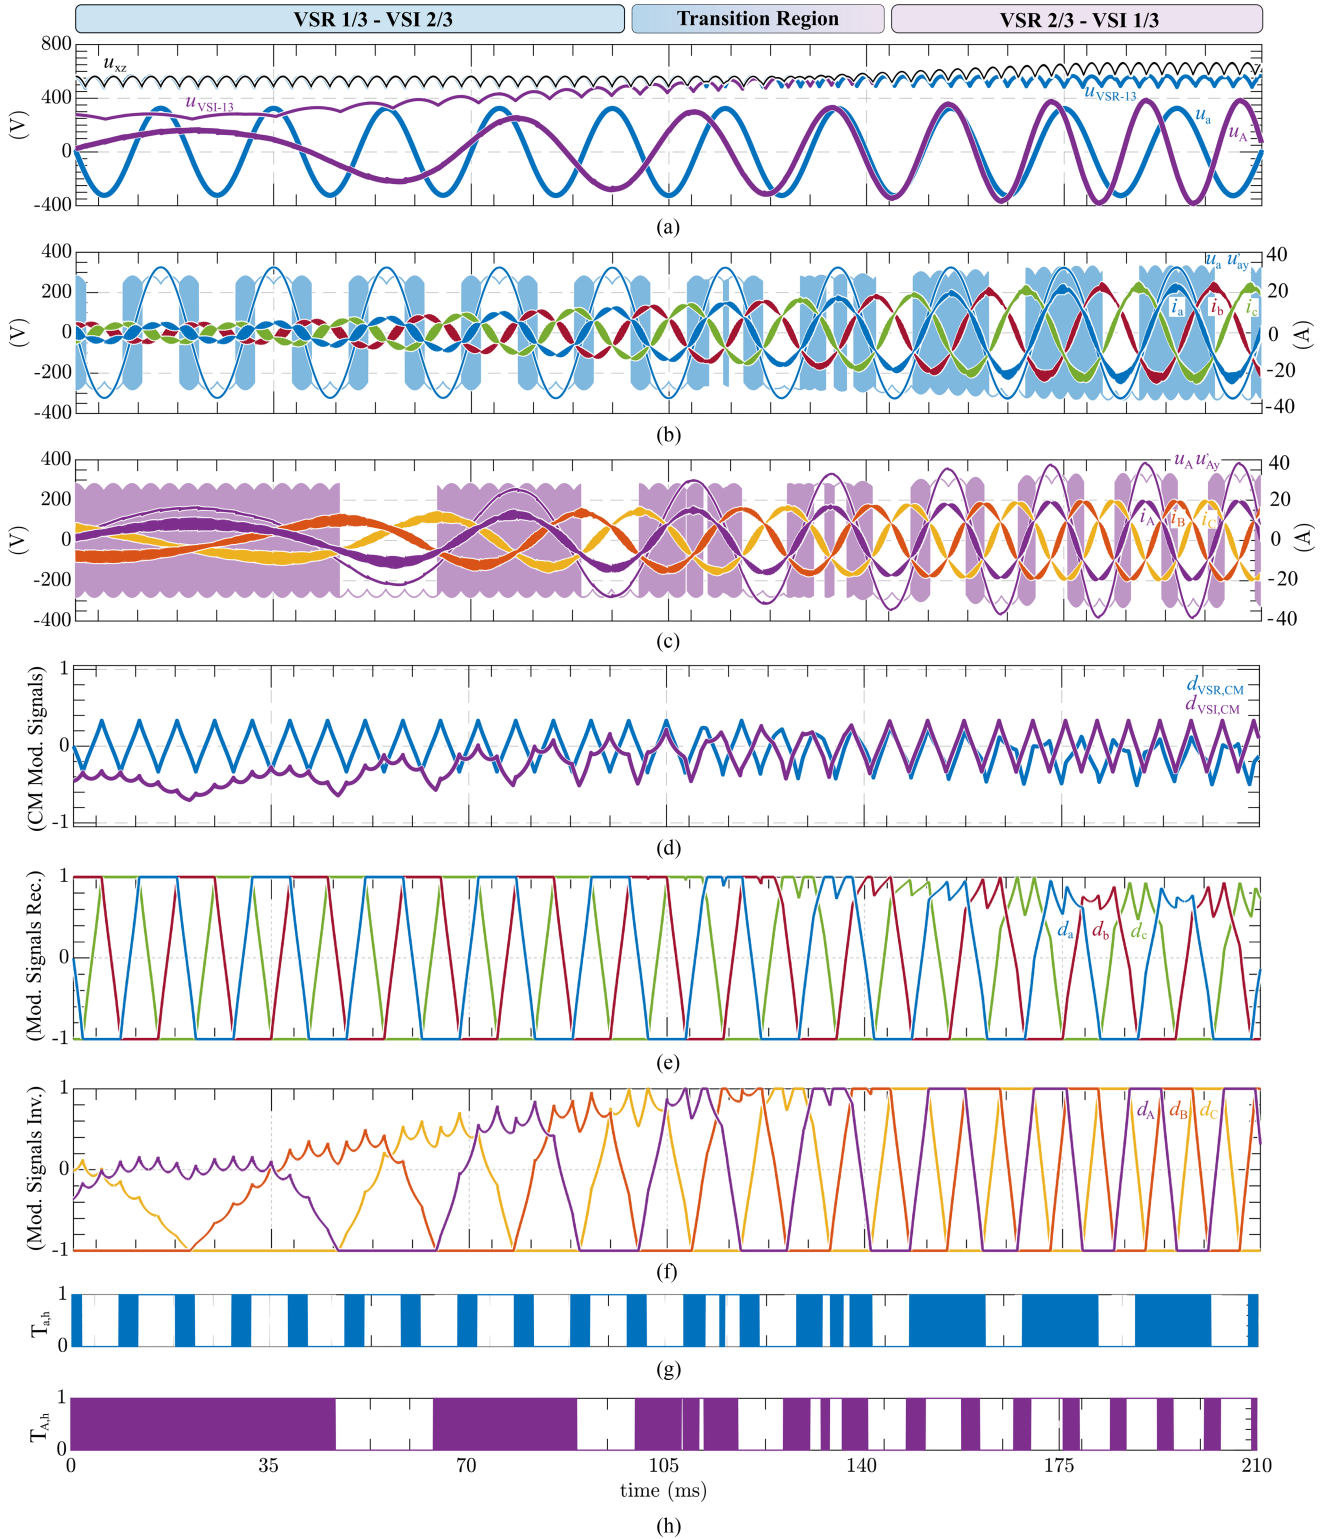 VSR 1/3 - VSI 2/3 Transition Region VSR 2/3 - VSI 1/3
800
400
0
-400
(V)
u_xz
u_VSI-13
u_VSR-13
u_a
u_A
(a)
400
200
0
-200
-400
(V)
40
20
0
-20
-40
(A)
u_a u_ay
i_a i_b i_c
(b)
400
200
0
-200
-400
(V)
40
20
0
-20
-40
(A)
u_A u_Ay
i_A i_B i_C
(c)
1
0
-1
(CM Mod. Signals)
d_VSR,CM
d_VSI,CM
(d)
1
0
-1
(Mod. Signals Rec.)
d_a d_b d_c
(e)
1
0
-1
(Mod. Signals Inv.)
d_A d_B d_C
(f)
1
0
T_a,h
(g)
1
0
T_A,h
0 35 70 105 140 175 210
time (ms)
(h)